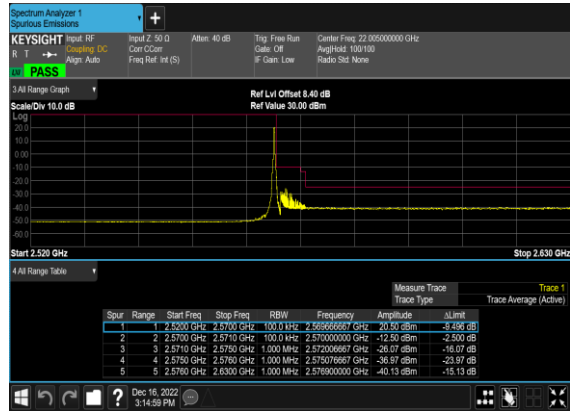 Spectrum Analyzer 1
Spurious Emissions
+
KEYSIGHT Input: RF Input Z: 50 Ω Atten: 40 dB Trig: Free Run Center Freq: 22.005000000 GHz
R T Coupling: DC Corr CCorr Gate: Off Avg|Hold: 100/100
Align: Auto Freq Ref: Int (S) IF Gain: Low Radio Std: None
PASS
3 All Range Graph Ref Lvl Offset 8.40 dB
Scale/Div 10.0 dB Ref Value 30.00 dBm
Log
20.0
10.0
0.00
-10.0
-20.0
-30.0
-40.0
-50.0
-60.0
Start 2.520 GHz Stop 2.630 GHz
4 All Range Table
Measure Trace Trace 1
Trace Type Trace Average (Active)
Spur Range Start Freq Stop Freq RBW Frequency Amplitude ΔLimit
1 1 2.5200 GHz 2.5700 GHz 100.0 kHz 2.569666667 GHz 20.50 dBm -9.496 dB
2 2 2.5700 GHz 2.5710 GHz 100.0 kHz 2.570000000 GHz -12.50 dBm -2.500 dB
3 3 2.5710 GHz 2.5750 GHz 1.000 MHz 2.572006667 GHz -26.07 dBm -16.07 dB
4 4 2.5750 GHz 2.5760 GHz 1.000 MHz 2.575076667 GHz -36.97 dBm -23.97 dB
5 5 2.5760 GHz 2.6300 GHz 1.000 MHz 2.576900000 GHz -40.13 dBm -15.13 dB
? Dec 16, 2022
3:14:59 PM